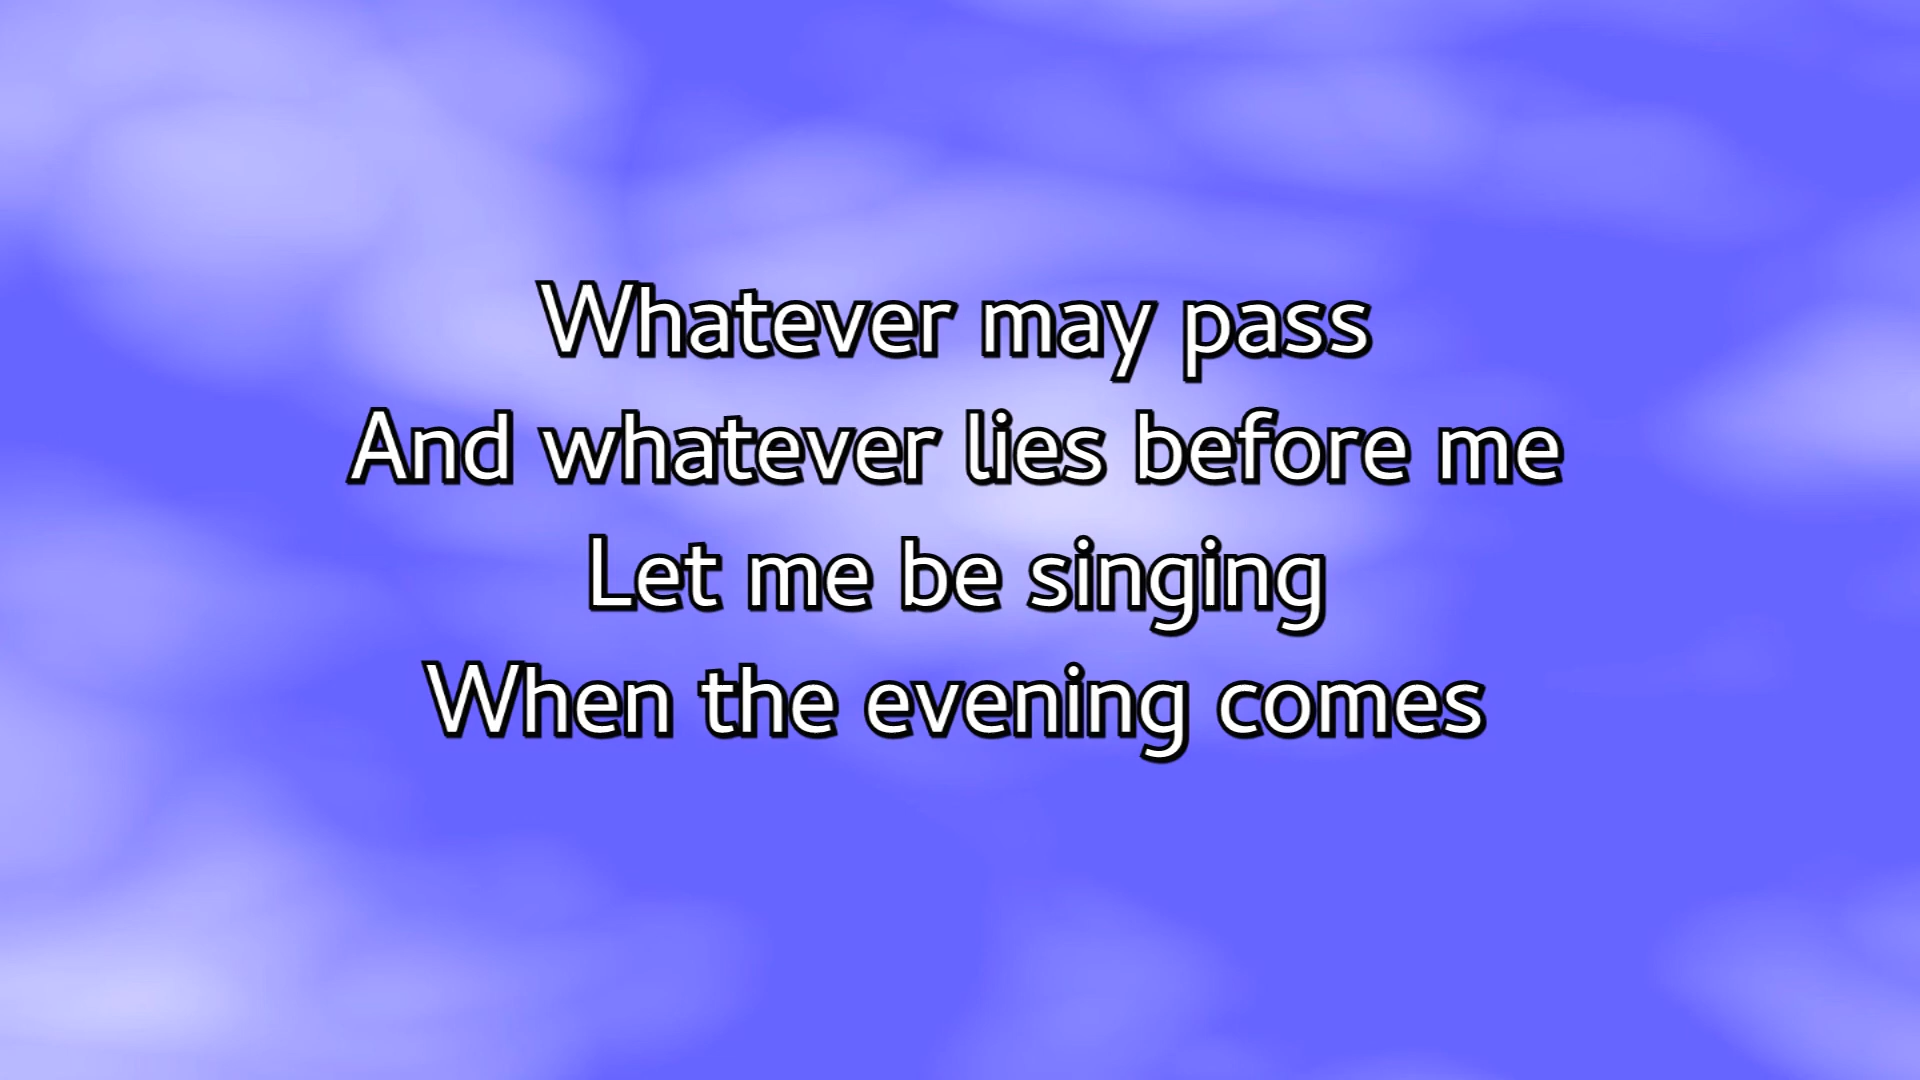 Whatever may pass
And whatever lies before me
Let me be singing
When the evening comes